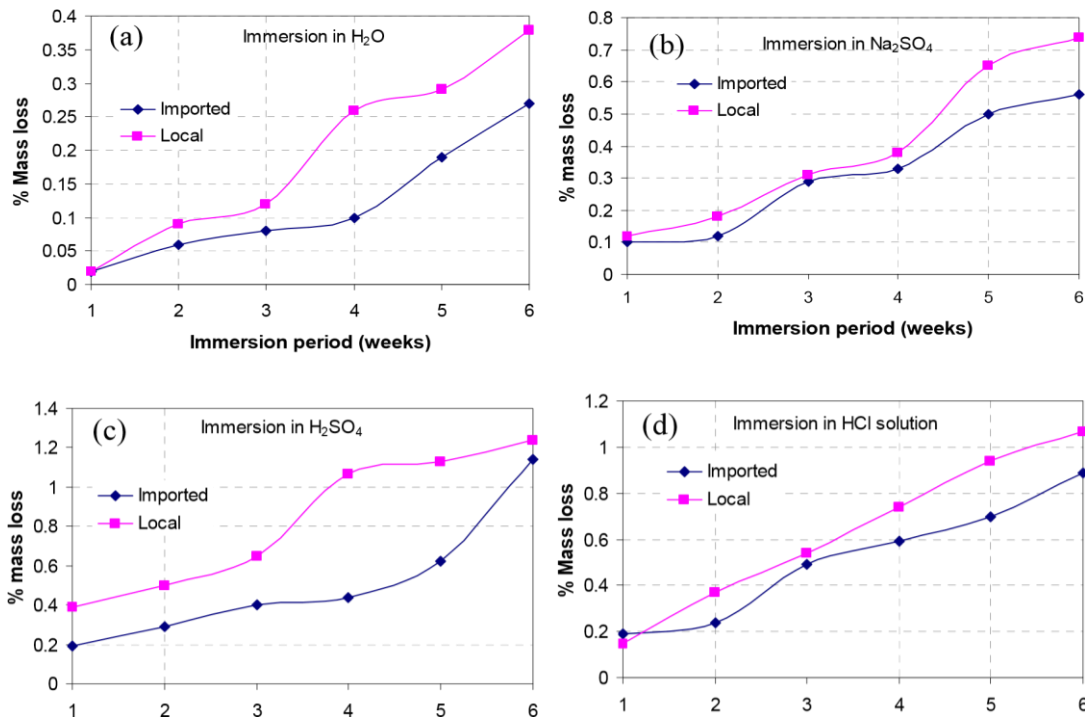 (a)
Immersion in H₂O
% Mass loss
0.4
0.35
0.3
0.25
0.2
0.15
0.1
0.05
0
Imported
Local
1 2 3 4 5 6
Immersion period (weeks)
(b)
Immersion in Na₂SO₄
% mass loss
0.8
0.7
0.6
0.5
0.4
0.3
0.2
0.1
0
Imported
Local
1 2 3 4 5 6
Immersion period (weeks)
(c)
Immersion in H₂SO₄
% mass loss
1.4
1.2
1
0.8
0.6
0.4
0.2
0
Imported
Local
1 2 3 4 5 6
(d)
Immersion in HCl solution
% Mass loss
1.2
1
0.8
0.6
0.4
0.2
0
Imported
Local
1 2 3 4 5 6